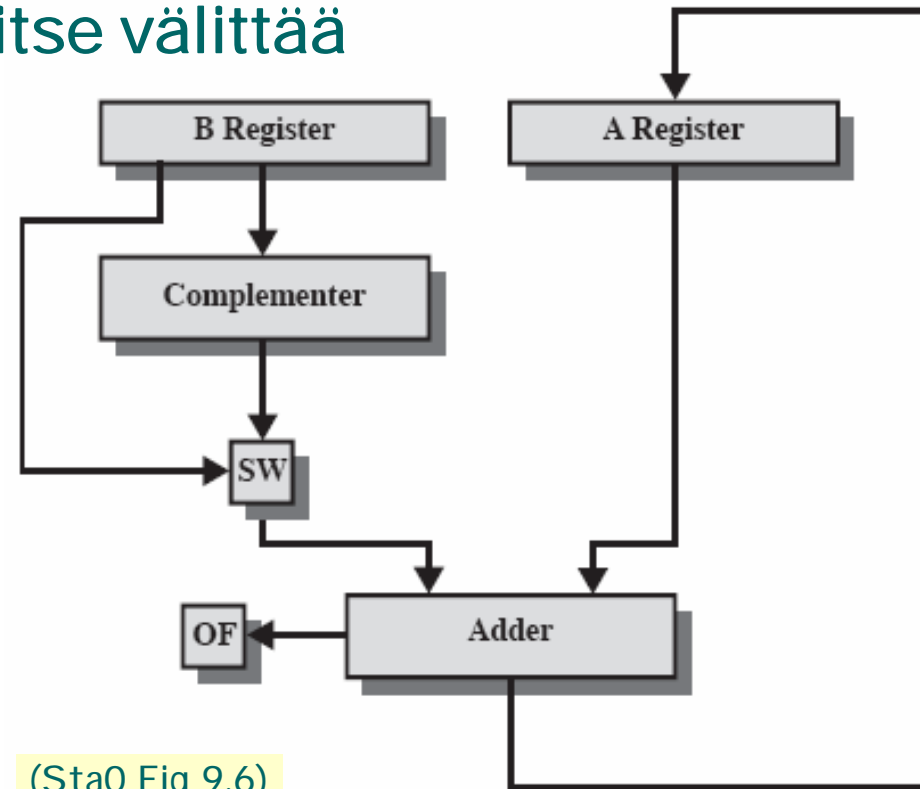 itse välittää
B Register
A Register
Complementer
SW
OF
Adder
(Sta0 Fig 9.6)